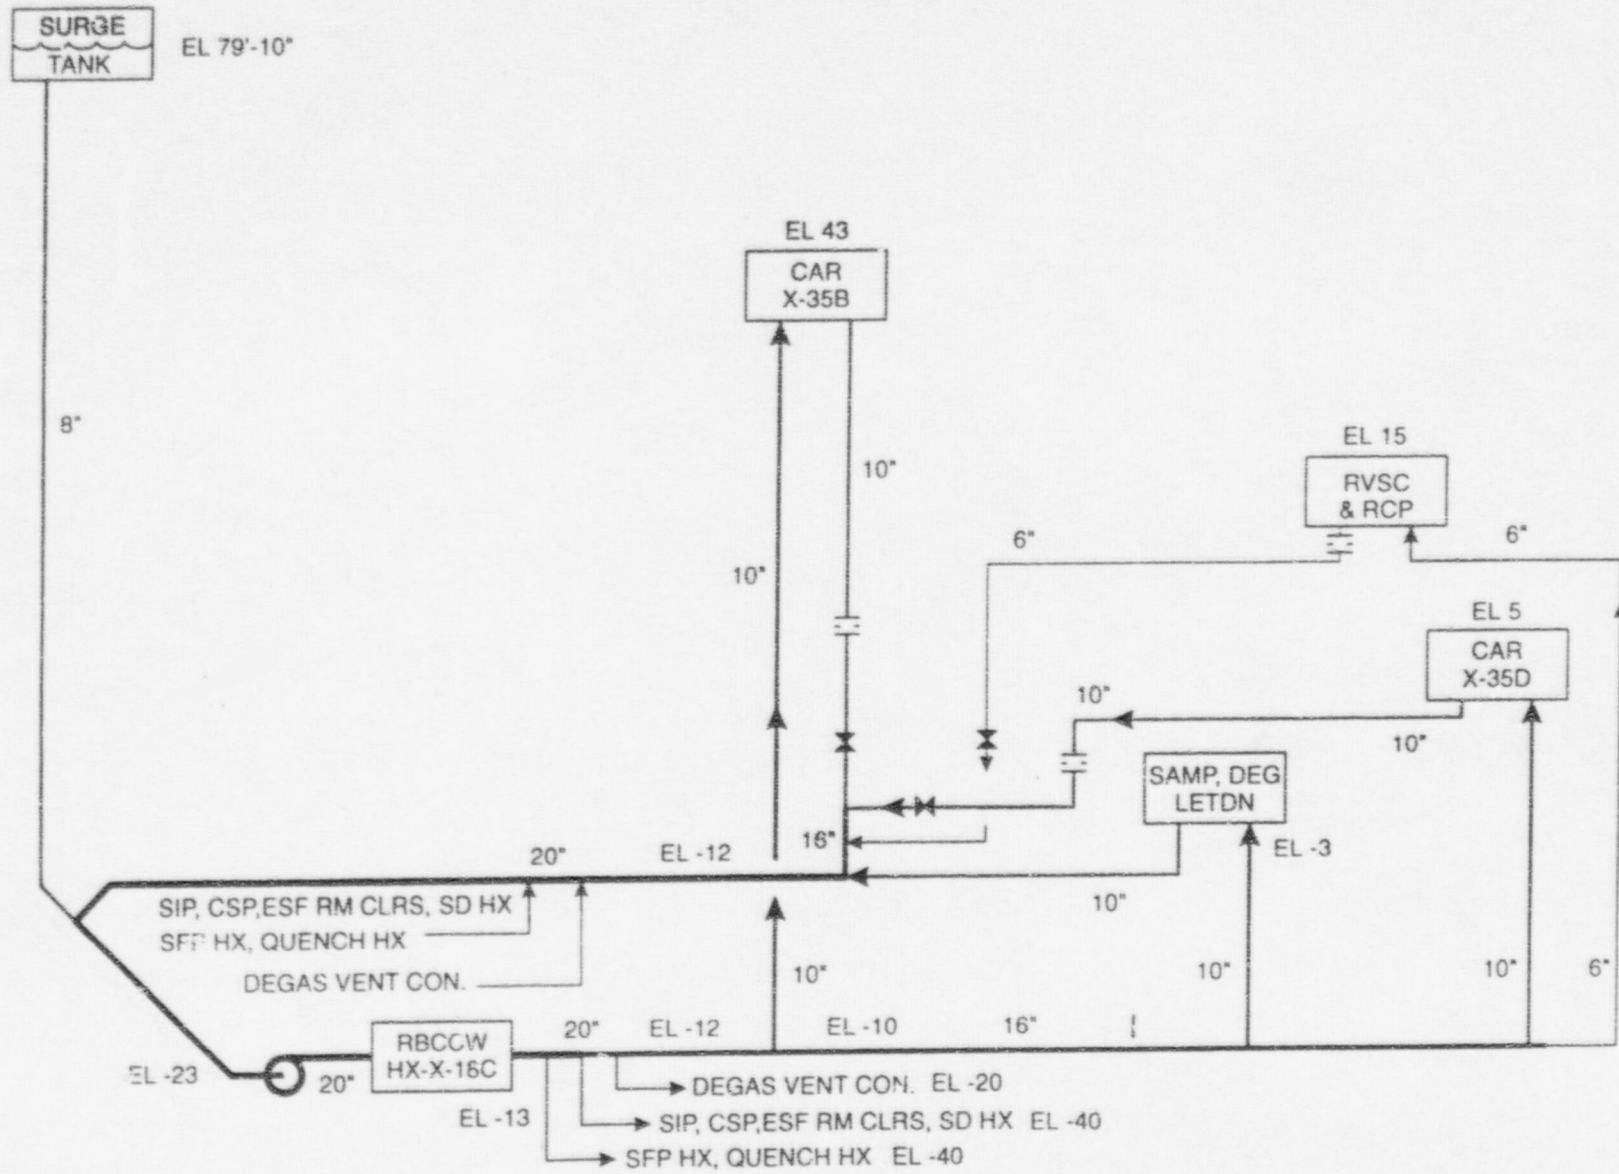 SURGE
TANK
EL 79'-10"
EL 43
CAR
X-35B
8"
10"
EL 15
RVSC
& RCP
6"
6"
10"
EL 5
CAR
X-35D
10"
10"
SAMP, DEG
LETDN
EL -3
16"
20"
EL -12
10"
SIP, CSP,ESF RM CLRS, SD HX
SFP HX, QUENCH HX
DEGAS VENT CON.
10"
10"
10"
6"
20"
EL -12
EL -10
16"
RBCCW
HX-X-18C
EL -23
20"
DEGAS VENT CON. EL -20
EL -13
SIP, CSP,ESF RM CLRS, SD HX EL -40
SFP HX, QUENCH HX EL -40